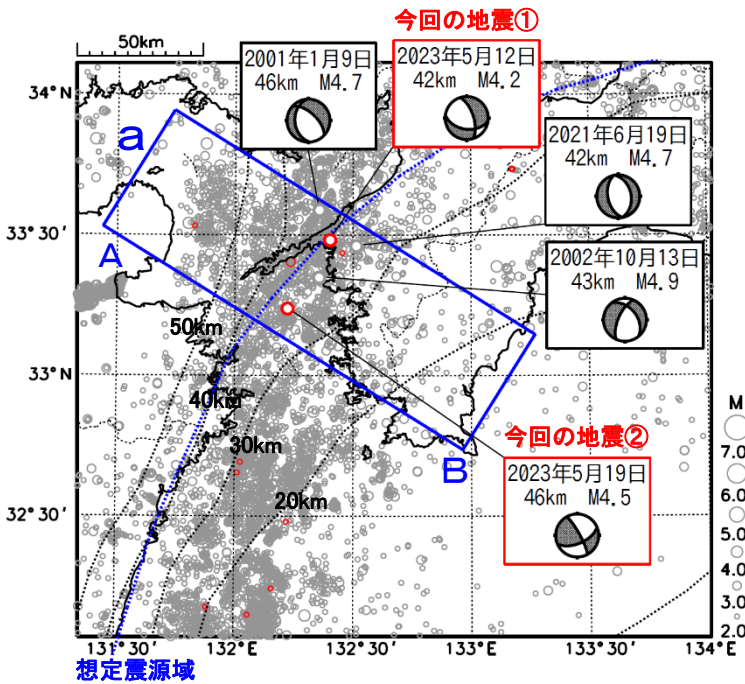 今回の地震①
50km
2001年1月9日
46km M4.7
2023年5月12日
42km M4.2
34°N
a
2021年6月19日
42km M4.7
33°30′
A
2002年10月13日
43km M4.9
50km
33°N
40km
M
今回の地震②
30km
7.0
B
2023年5月19日
46km M4.5
20km
6.0
32°30′
5.0
4.0
3.0
2.0
131°30′
132°E
132°30′
133°E
133°30′
134°E
想定震源域